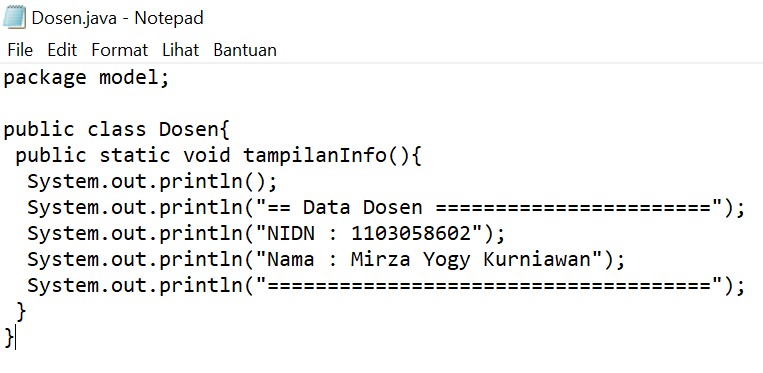 Dosen.java - Notepad
File Edit Format Lihat Bantuan
package model;
public class Dosen{
 public static void tampilanInfo(){
  System.out.println();
  System.out.println("== Data Dosen =======================");
  System.out.println("NIDN : 1103058602");
  System.out.println("Nama : Mirza Yogy Kurniawan");
  System.out.println("=====================================");
 }
}